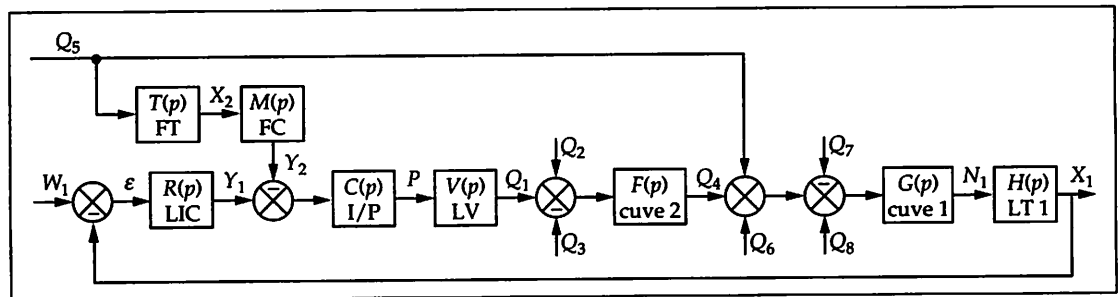 Q5
T(p)
FT
X2
M(p)
FC
Y2
W1
ε
R(p)
LIC
Y1
C(p)
I/P
P
V(p)
LV
Q1
Q2
Q3
F(p)
cuve 2
Q4
Q6
Q7
Q8
G(p)
cuve 1
N1
H(p)
LT 1
X1